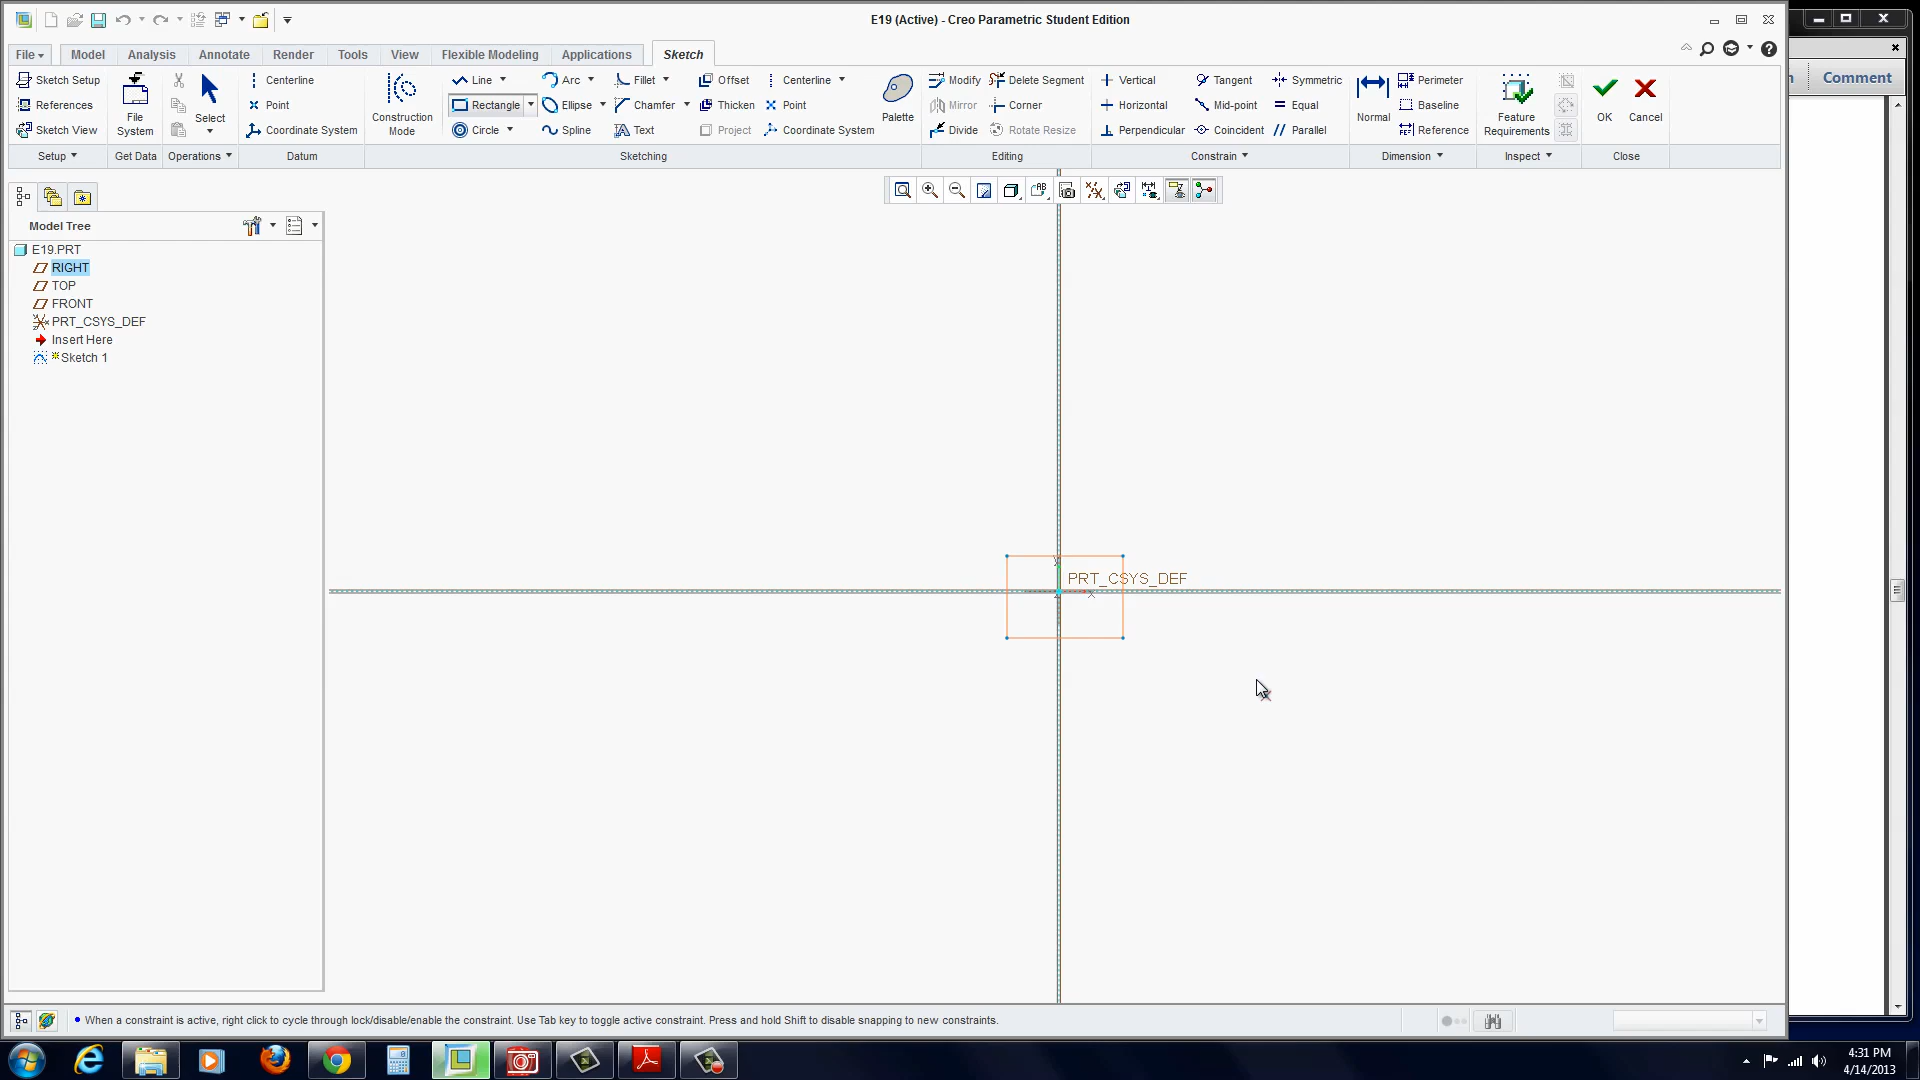 E19 (Active) - Creo Parametric Student Edition
File Model Analysis Annotate Render Tools View Flexible Modeling Applications Sketch
Comment
Sketch Setup
References
Sketch View
Setup
File System
Get Data
Select
Operations
Centerline
Point
Coordinate System
Datum
Construction Mode
Line Arc Fillet Offset Centerline
Rectangle Ellipse Chamfer Thicken Point
Circle Spline Text Project Coordinate System
Palette
Sketching
Modify Delete Segment
Mirror Corner
Divide Rotate Resize
Editing
Vertical Tangent Symmetric
Horizontal Mid-point Equal
Perpendicular Coincident Parallel
Constrain
Normal
Perimeter
Baseline
Reference
Dimension
Feature Requirements
Inspect
OK
Cancel
Close
Model Tree
E19.PRT
RIGHT
TOP
FRONT
PRT_CSYS_DEF
Insert Here
Sketch 1
Y
PRT_CSYS_DEF
X
When a constraint is active, right click to cycle through lock/disable/enable the constraint. Use Tab key to toggle active constraint. Press and hold Shift to disable snapping to new constraints.
4:31 PM
4/14/2013